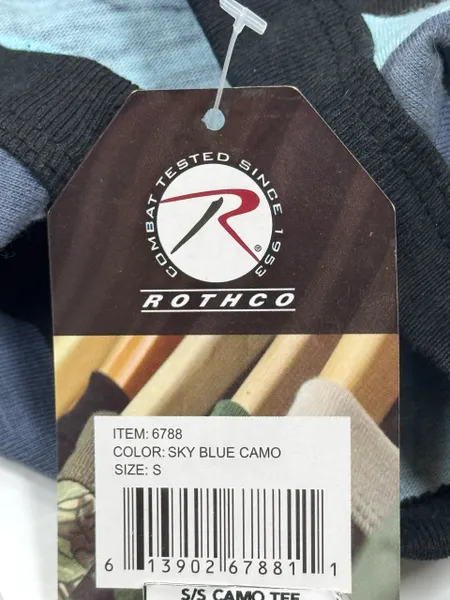 COMBAT TESTED SINCE 1953
R
®
ROTHCO
ITEM: 6788
COLOR: SKY BLUE CAMO
SIZE: S
6 13902 67881 1
S/S CAMO TEE